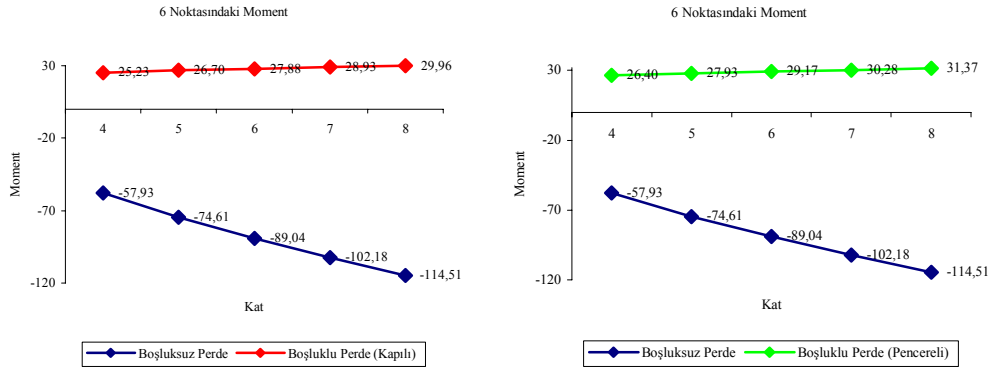 6 Noktasındaki Moment
30
-20
-70
-120
25,23 26,70 27,88 28,93 29,96
4 5 6 7 8
-57,93
-74,61
-89,04
-102,18
-114,51
Moment
Kat
Boşluksuz Perde Boşluklu Perde (Kapılı)
6 Noktasındaki Moment
30
-20
-70
-120
26,40 27,93 29,17 30,28 31,37
4 5 6 7 8
-57,93
-74,61
-89,04
-102,18
-114,51
Moment
Kat
Boşluksuz Perde Boşluklu Perde (Pencereli)